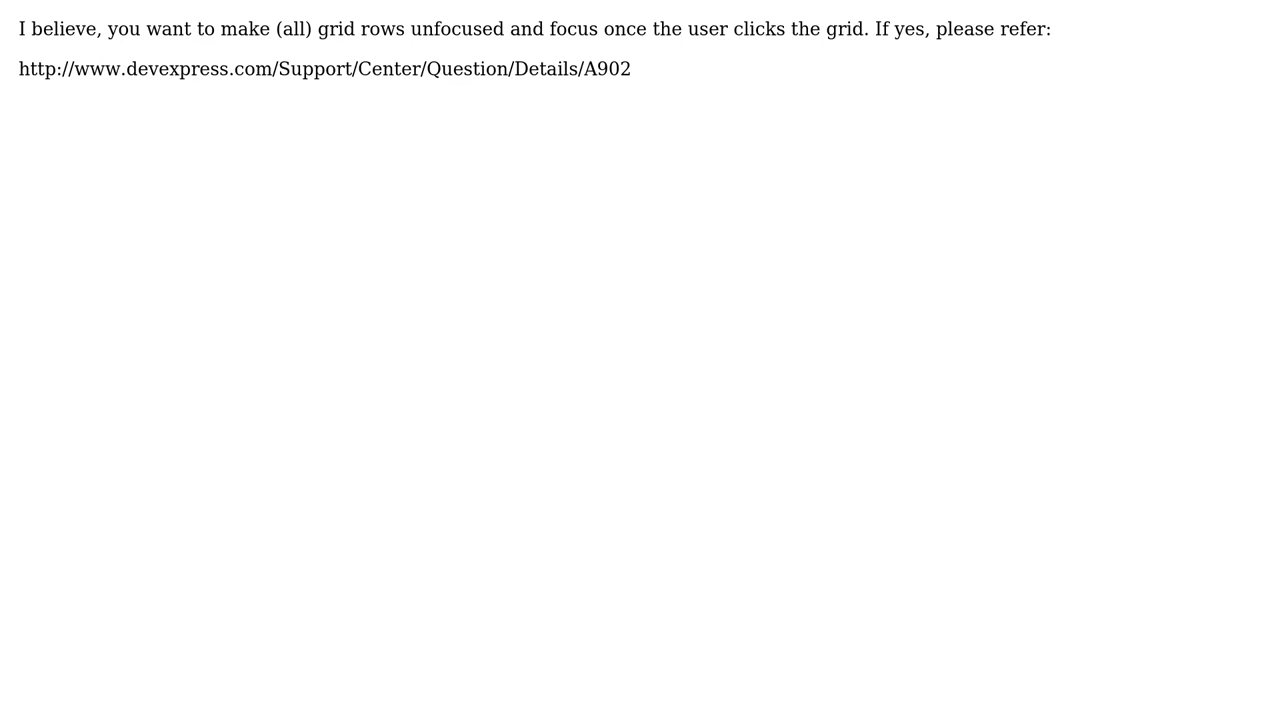 I believe, you want to make (all) grid rows unfocused and focus once the user clicks the grid. If yes, please refer:
http://www.devexpress.com/Support/Center/Question/Details/A902